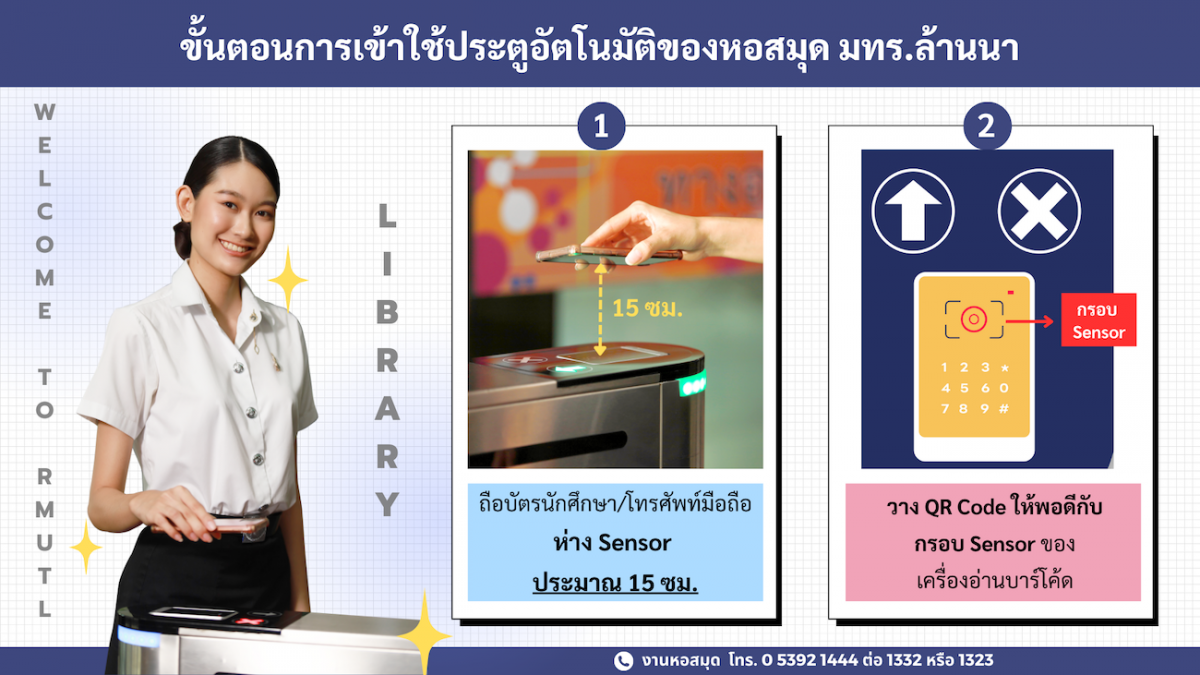 ขั้นตอนการเข้าใช้ประตูอัตโนมัติของหอสมุด มทร.ล้านนา
WELCOME TO RMUTL
LIBRARY
1
15 ซม.
ถือบัตรนักศึกษา/โทรศัพท์มือถือ
ห่าง Sensor
ประมาณ 15 ซม.
2
กรอบ
Sensor
1 2 3 *
4 5 6 0
7 8 9 #
วาง QR Code ให้พอดีกับ
กรอบ Sensor ของ
เครื่องอ่านบาร์โค้ด
งานหอสมุด โทร. 0 5392 1444 ต่อ 1332 หรือ 1323